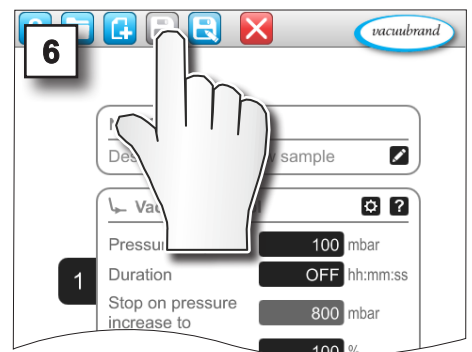 6
vacuubrand
sample
Pressu
100 mbar
1
Duration OFF hh:mm:ss
Stop on pressure
increase to
800 mbar
100 %